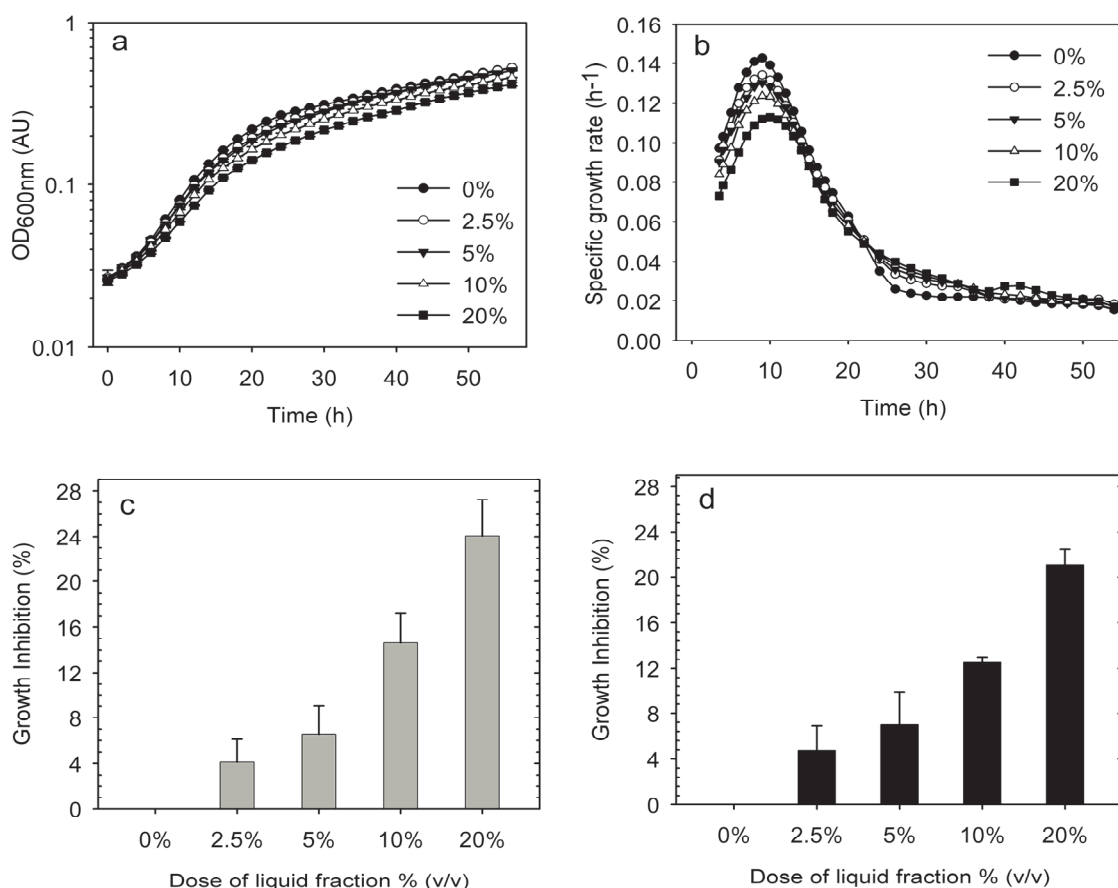 a
1
0.1
0.01
OD600nm (AU)
0%
2.5%
5%
10%
20%
0 10 20 30 40 50
Time (h)
b
0.16
0.14
0.12
0.10
0.08
0.06
0.04
0.02
0.00
Specific growth rate (h-1)
0%
2.5%
5%
10%
20%
0 10 20 30 40 50
Time (h)
c
28
24
20
16
12
8
4
0
Growth Inhibition (%)
0% 2.5% 5% 10% 20%
Dose of liquid fraction % (v/v)
d
28
24
20
16
12
8
4
0
Growth Inhibition (%)
0% 2.5% 5% 10% 20%
Dose of liquid fraction % (v/v)